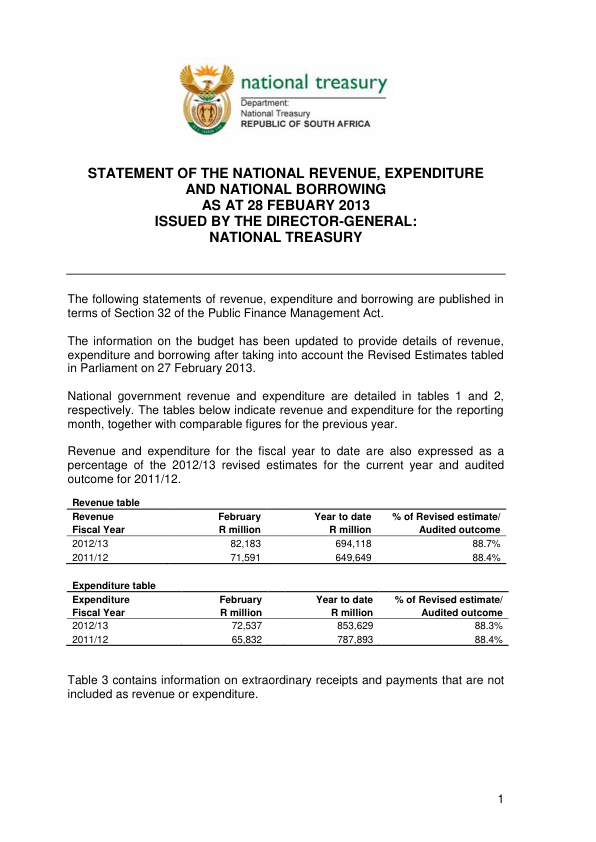 national treasury
Department:
National Treasury
REPUBLIC OF SOUTH AFRICA
STATEMENT OF THE NATIONAL REVENUE, EXPENDITURE
AND NATIONAL BORROWING
AS AT 28 FEBUARY 2013
ISSUED BY THE DIRECTOR-GENERAL:
NATIONAL TREASURY
The following statements of revenue, expenditure and borrowing are published in
terms of Section 32 of the Public Finance Management Act.
The information on the budget has been updated to provide details of revenue,
expenditure and borrowing after taking into account the Revised Estimates tabled
in Parliament on 27 February 2013.
National government revenue and expenditure are detailed in tables 1 and 2,
respectively. The tables below indicate revenue and expenditure for the reporting
month, together with comparable figures for the previous year.
Revenue and expenditure for the fiscal year to date are also expressed as a
percentage of the 2012/13 revised estimates for the current year and audited
outcome for 2011/12.
Revenue table
Revenue February Year to date % of Revised estimate/
Fiscal Year R million R million Audited outcome
2012/13 82,183 694,118 88.7%
2011/12 71,591 649,649 88.4%
Expenditure table
Expenditure February Year to date % of Revised estimate/
Fiscal Year R million R million Audited outcome
2012/13 72,537 853,629 88.3%
2011/12 65,832 787,893 88.4%
Table 3 contains information on extraordinary receipts and payments that are not
included as revenue or expenditure.
1